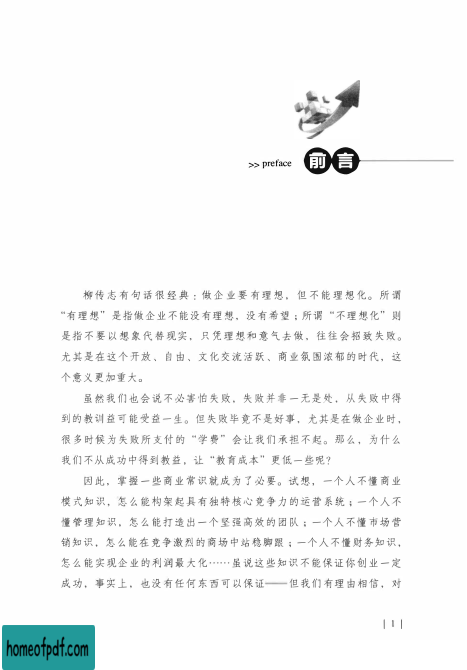 >> preface 前言
柳传志有句话很经典：做企业要有理想，但不能理想化。所谓
“有理想”是指做企业不能没有理想，没有希望；所谓“不理想化”则
是指不要以想象代替现实，只凭理想和意气去做，往往会招致失败。
尤其是在这个开放、自由、文化交流活跃、商业氛围浓郁的时代，这
个意义更加重大。
虽然我们也会说不必害怕失败，失败并非一无是处，从失败中得
到的教训益可能受益一生。但失败毕竟不是好事，尤其是在做企业时，
很多时候为失败所支付的“学费”会让我们承担不起。那么，为什么
我们不从成功中得到教益，让“教育成本”更低一些呢？
因此，掌握一些商业常识就成为了必要。试想，一个人不懂商业
模式知识，怎么能构架起具有独特核心竞争力的运营系统；一个人不
懂管理知识，怎么能打造出一个坚强高效的团队；一个人不懂市场营
销知识，怎么能在竞争激烈的商场中站稳脚跟；一个人不懂财务知识，
怎么能实现企业的利润最大化……虽说这些知识不能保证你创业一定
成功，事实上，也没有任何东西可以保证——但我们有理由相信，对
| 1 |
homeofpdf.com